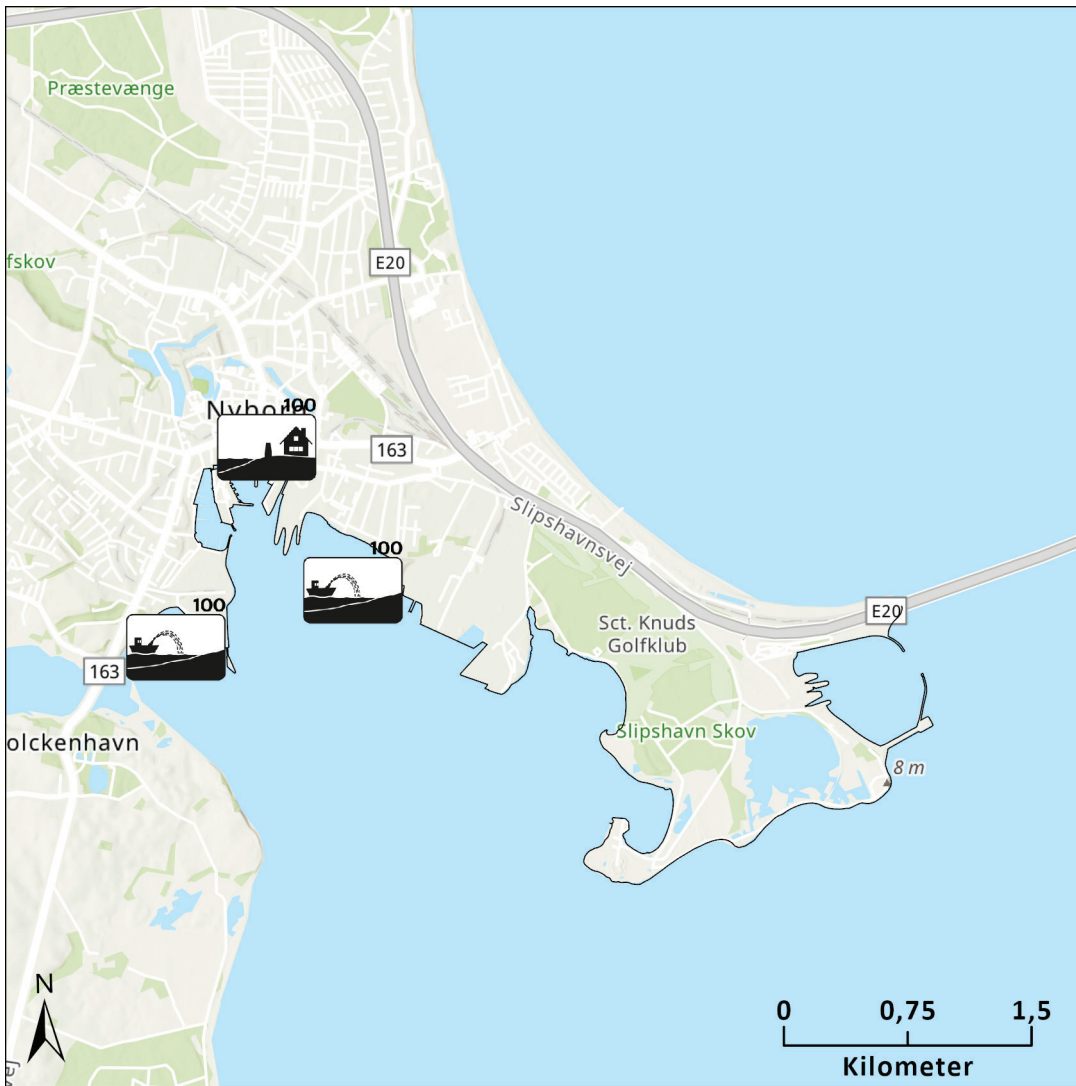 Præstevænge
fskov
E20
100
Nyborg
163
Slipshavnsvej
100
100
Sct. Knuds
Golfklub
E20
163
Slipshavn Skov
olckenhavn
8 m
N
0 0,75 1,5
Kilometer